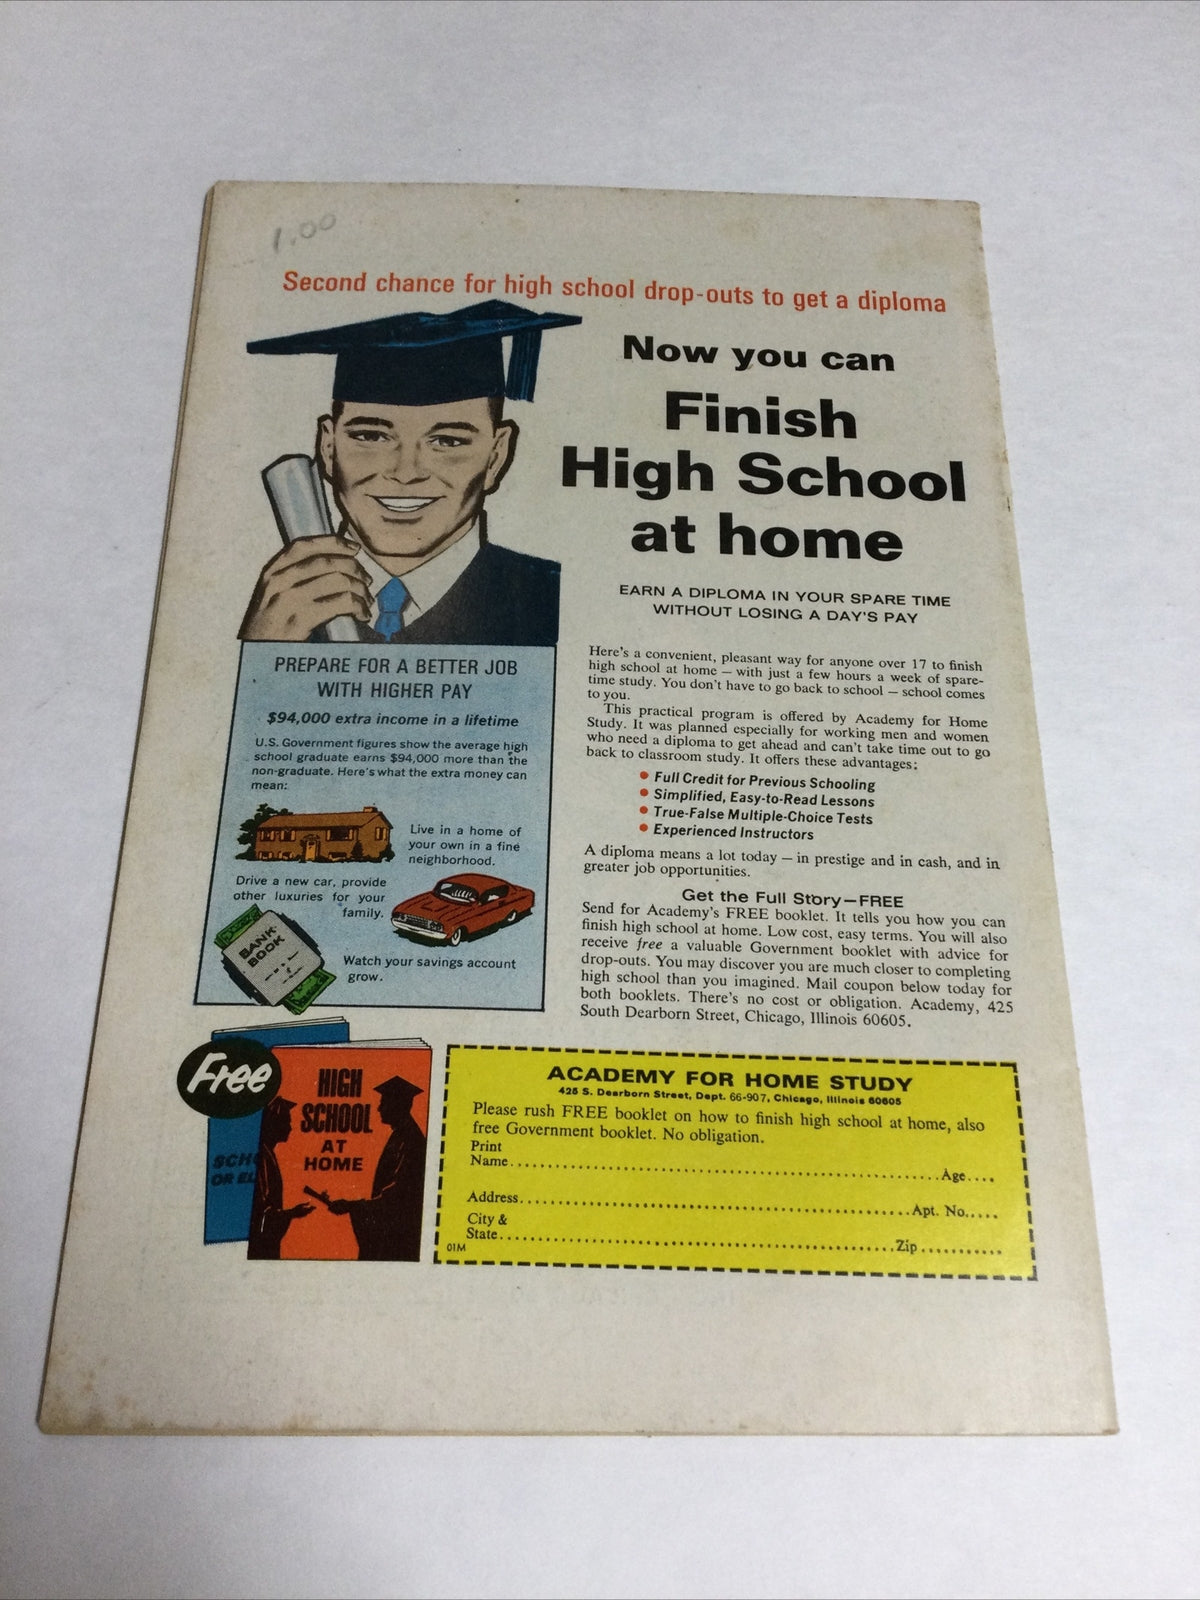 1.00
Second chance for high school drop-outs to get a diploma
Now you can
Finish
High School
at home
EARN A DIPLOMA IN YOUR SPARE TIME
WITHOUT LOSING A DAY'S PAY
PREPARE FOR A BETTER JOB
WITH HIGHER PAY
$94,000 extra income in a lifetime
U.S. Government figures show the average high
school graduate earns $94,000 more than the
non-graduate. Here's what the extra money can
mean:
Live in a home of
your own in a fine
neighborhood.
Drive a new car, provide
other luxuries for your
family.
BANK
BOOK
Watch your savings account
grow.
Here's a convenient, pleasant way for anyone over 17 to finish
high school at home — with just a few hours a week of spare-
time study. You don't have to go back to school — school comes
to you.
This practical program is offered by Academy for Home
Study. It was planned especially for working men and women
who need a diploma to get ahead and can't take time out to go
back to classroom study. It offers these advantages:
• Full Credit for Previous Schooling
• Simplified, Easy-to-Read Lessons
• True-False Multiple-Choice Tests
• Experienced Instructors
A diploma means a lot today — in prestige and in cash, and in
greater job opportunities.
Get the Full Story—FREE
Send for Academy's FREE booklet. It tells you how you can
finish high school at home. Low cost, easy terms. You will also
receive free a valuable Government booklet with advice for
drop-outs. You may discover you are much closer to completing
high school than you imagined. Mail coupon below today for
both booklets. There's no cost or obligation. Academy, 425
South Dearborn Street, Chicago, Illinois 60605.
Free
HIGH
SCHOOL
AT
HOME
SCH
OR EL
ACADEMY FOR HOME STUDY
425 S. Dearborn Street, Dept. 66-907, Chicago, Illinois 60605
Please rush FREE booklet on how to finish high school at home, also
free Government booklet. No obligation.
Print
Name..........Age....
Address..........Apt. No.....
City &
State..........Zip..........
01M